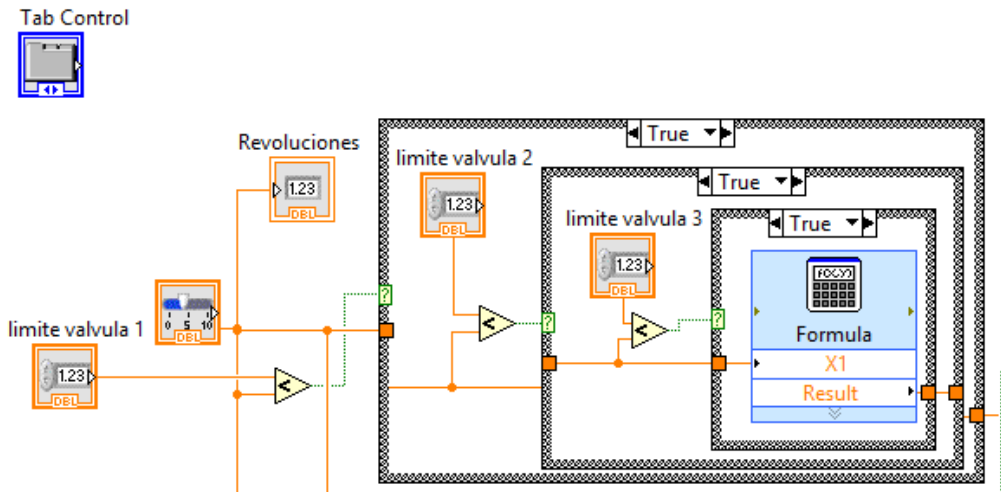 Tab Control
True
Revoluciones
1.23
DBL
limite valvula 2
1.23
DBL
True
limite valvula 3
1.23
DBL
True
f(x,y)
Formula
X1
Result
0 5 10
DBL
limite valvula 1
1.23
DBL
<
<
<
?
?
?